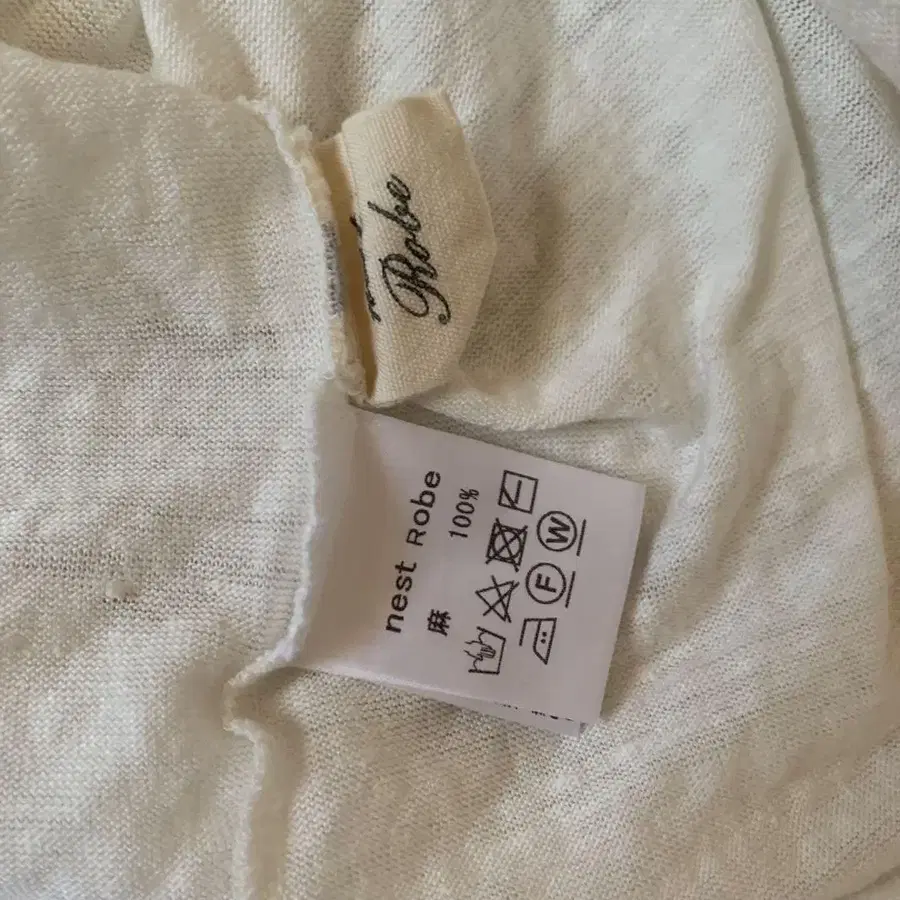 Robe
nest Robe
麻 100%
F W